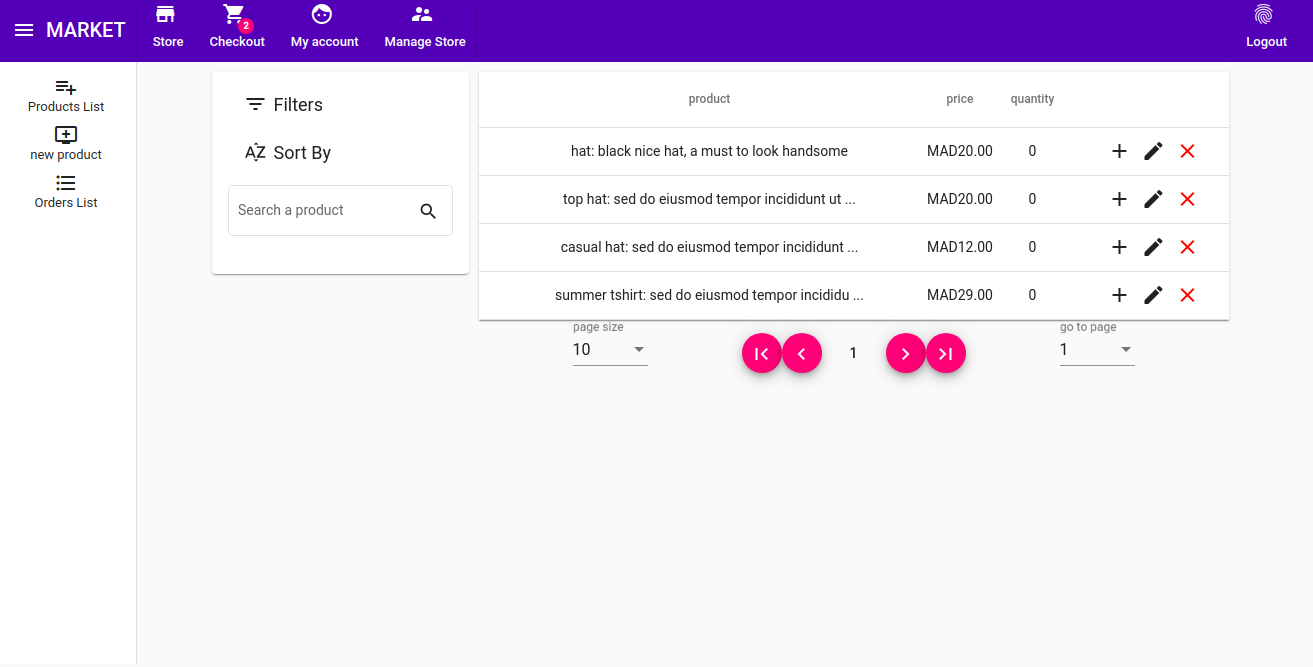 MARKET
Store
Checkout
2
My account
Manage Store
Logout
Products List
new product
Orders List
Filters
Sort By
Search a product
product price quantity
hat: black nice hat, a must to look handsome MAD20.00 0
top hat: sed do eiusmod tempor incididunt ut ... MAD20.00 0
casual hat: sed do eiusmod tempor incididunt ... MAD12.00 0
summer tshirt: sed do eiusmod tempor incididu ... MAD29.00 0
page size
10
1
go to page
1